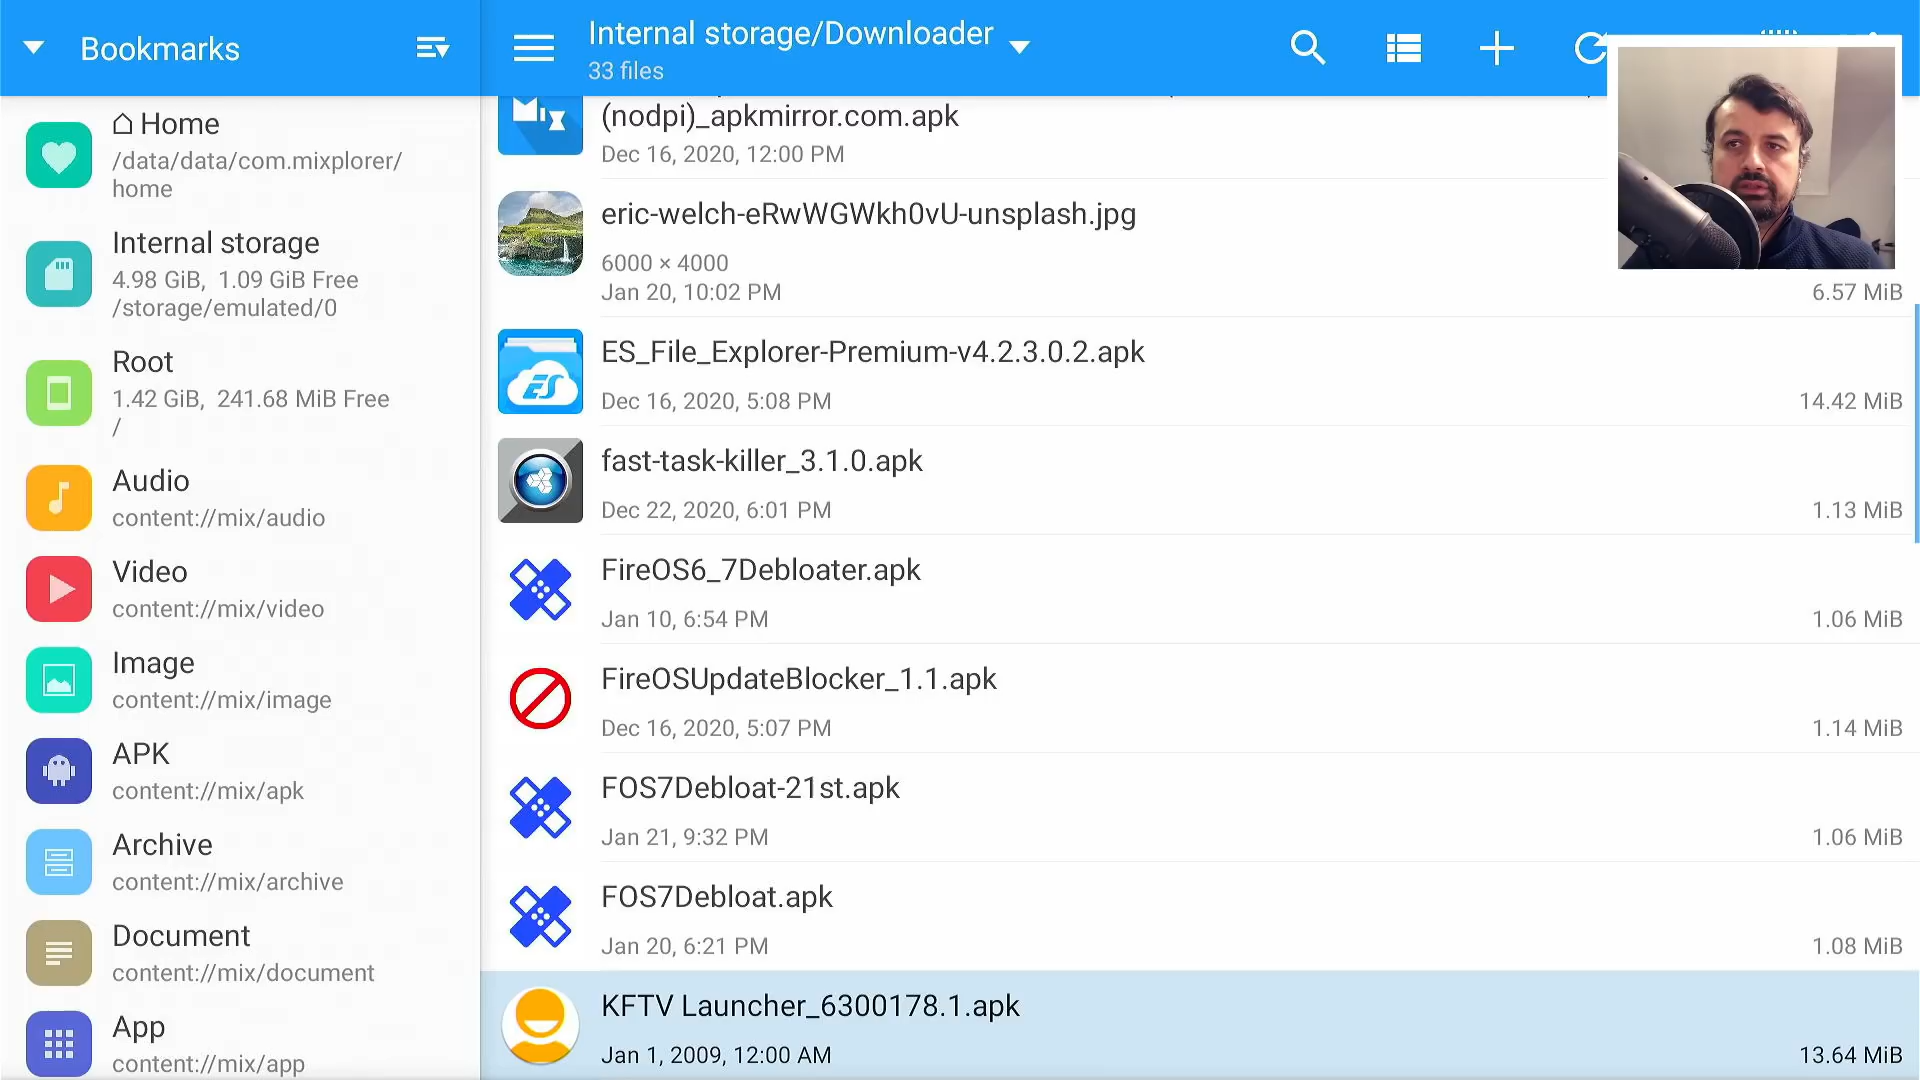 Bookmarks
Home
/data/data/com.mixplorer/
home
Internal storage
4.98 GiB,  1.09 GiB Free
/storage/emulated/0
Root
1.42 GiB,  241.68 MiB Free
/
Audio
content://mix/audio
Video
content://mix/video
Image
content://mix/image
APK
content://mix/apk
Archive
content://mix/archive
Document
content://mix/document
App
content://mix/app
Internal storage/Downloader
33 files
(nodpi)_apkmirror.com.apk
Dec 16, 2020, 12:00 PM
eric-welch-eRwWGWkh0vU-unsplash.jpg
6000 × 4000
Jan 20, 10:02 PM
6.57 MiB
ES_File_Explorer-Premium-v4.2.3.0.2.apk
Dec 16, 2020, 5:08 PM
14.42 MiB
fast-task-killer_3.1.0.apk
Dec 22, 2020, 6:01 PM
1.13 MiB
FireOS6_7Debloater.apk
Jan 10, 6:54 PM
1.06 MiB
FireOSUpdateBlocker_1.1.apk
Dec 16, 2020, 5:07 PM
1.14 MiB
FOS7Debloat-21st.apk
Jan 21, 9:32 PM
1.06 MiB
FOS7Debloat.apk
Jan 20, 6:21 PM
1.08 MiB
KFTV Launcher_6300178.1.apk
Jan 1, 2009, 12:00 AM
13.64 MiB